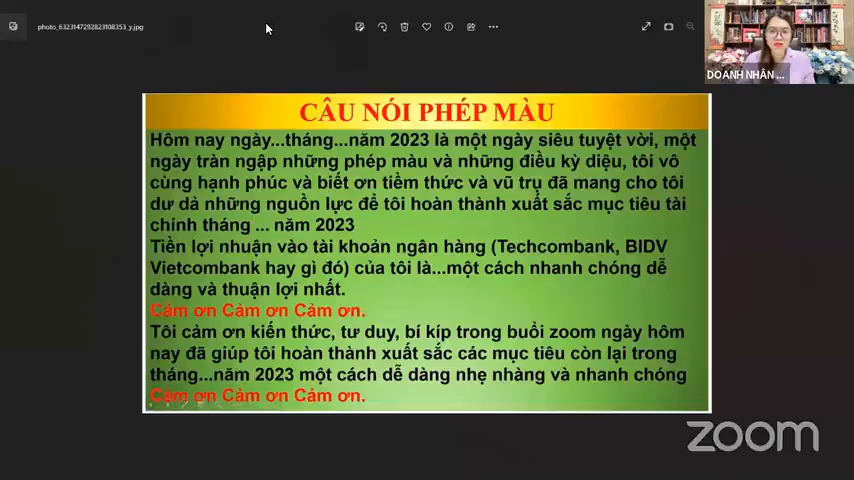 photo_6323147292823108353_y.jpg
DOANH NHÂN ...
CÂU NÓI PHÉP MÀU
Hôm nay ngày...tháng...năm 2023 là một ngày siêu tuyệt vời, một
ngày tràn ngập những phép màu và những điều kỳ diệu, tôi vô
cùng hạnh phúc và biết ơn tiềm thức và vũ trụ đã mang cho tôi
dư dả những nguồn lực để tôi hoàn thành xuất sắc mục tiêu tài
chính tháng ... năm 2023
Tiền lợi nhuận vào tài khoản ngân hàng (Techcombank, BIDV
Vietcombank hay gì đó) của tôi là...một cách nhanh chóng dễ
dàng và thuận lợi nhất.
Cảm ơn Cảm ơn Cảm ơn.
Tôi cảm ơn kiến thức, tư duy, bí kíp trong buổi zoom ngày hôm
nay đã giúp tôi hoàn thành xuất sắc các mục tiêu còn lại trong
tháng...năm 2023 một cách dễ dàng nhẹ nhàng và nhanh chóng
Cảm ơn Cảm ơn Cảm ơn.
zoom